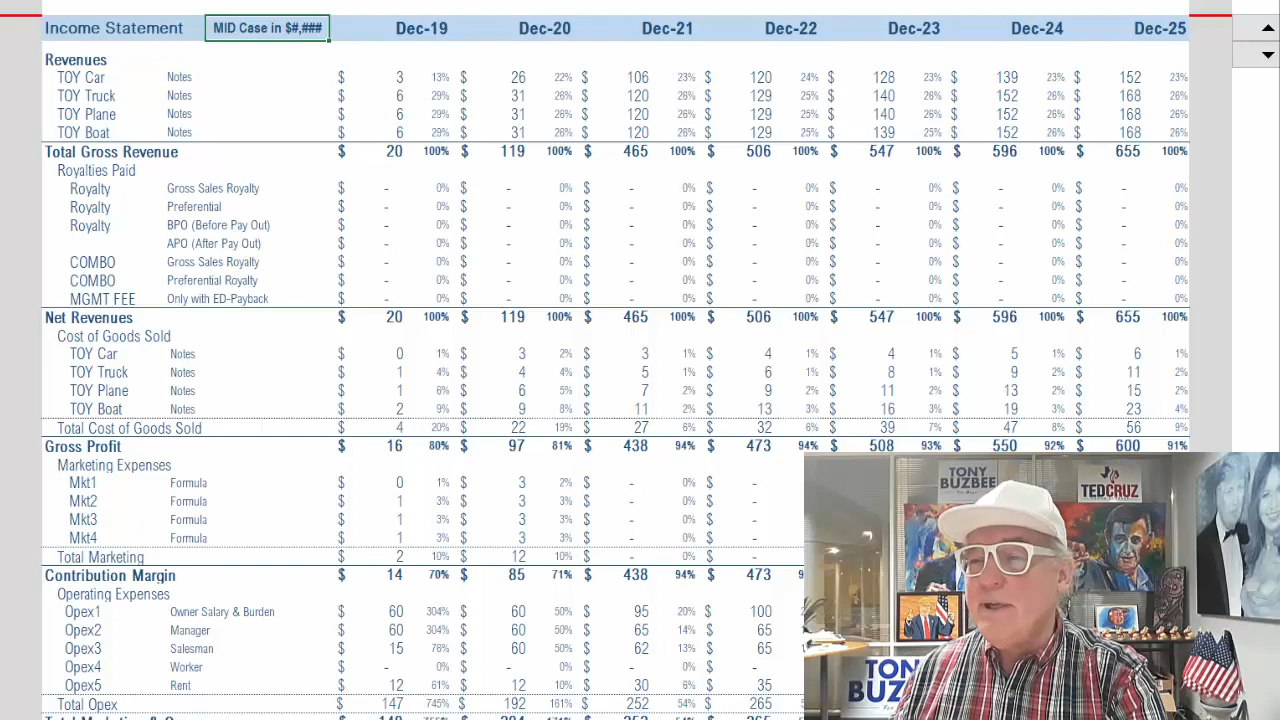 Income Statement MID Case in $#,### Dec-19 Dec-20 Dec-21 Dec-22 Dec-23 Dec-24 Dec-25
Revenues
TOY Car Notes $ 3 13% $ 26 22% $ 106 23% $ 120 24% $ 128 23% $ 139 23% $ 152 23%
TOY Truck Notes $ 6 29% $ 31 26% $ 120 26% $ 129 25% $ 140 26% $ 152 26% $ 168 26%
TOY Plane Notes $ 6 29% $ 31 26% $ 120 26% $ 129 25% $ 140 26% $ 152 26% $ 168 26%
TOY Boat Notes $ 6 29% $ 31 26% $ 120 26% $ 129 25% $ 139 25% $ 152 26% $ 168 26%
Total Gross Revenue $ 20 100% $ 119 100% $ 465 100% $ 506 100% $ 547 100% $ 596 100% $ 655 100%
Royalties Paid
Royalty Gross Sales Royalty $ - 0% $ - 0% $ - 0% $ - 0% $ - 0% $ - 0% $ - 0%
Royalty Preferential $ - 0% $ - 0% $ - 0% $ - 0% $ - 0% $ - 0% $ - 0%
Royalty BPO (Before Pay Out) $ - 0% $ - 0% $ - 0% $ - 0% $ - 0% $ - 0% $ - 0%
APO (After Pay Out) $ - 0% $ - 0% $ - 0% $ - 0% $ - 0% $ - 0% $ - 0%
COMBO Gross Sales Royalty $ - 0% $ - 0% $ - 0% $ - 0% $ - 0% $ - 0% $ - 0%
COMBO Preferential Royalty $ - 0% $ - 0% $ - 0% $ - 0% $ - 0% $ - 0% $ - 0%
MGMT FEE Only with ED-Payback $ - 0% $ - 0% $ - 0% $ - 0% $ - 0% $ - 0% $ - 0%
Net Revenues $ 20 100% $ 119 100% $ 465 100% $ 506 100% $ 547 100% $ 596 100% $ 655 100%
Cost of Goods Sold
TOY Car Notes $ 0 1% $ 3 2% $ 3 1% $ 4 1% $ 4 1% $ 5 1% $ 6 1%
TOY Truck Notes $ 1 4% $ 4 4% $ 5 1% $ 6 1% $ 8 1% $ 9 2% $ 11 2%
TOY Plane Notes $ 1 6% $ 6 5% $ 7 2% $ 9 2% $ 11 2% $ 13 2% $ 15 2%
TOY Boat Notes $ 2 9% $ 9 8% $ 11 2% $ 13 3% $ 16 3% $ 19 3% $ 23 4%
Total Cost of Goods Sold $ 4 20% $ 22 19% $ 27 6% $ 32 6% $ 39 7% $ 47 8% $ 56 9%
Gross Profit $ 16 80% $ 97 81% $ 438 94% $ 473 94% $ 508 93% $ 550 92% $ 600 91%
Marketing Expenses
Mkt1 Formula $ 0 1% $ 3 2% $ - 0% $ -
Mkt2 Formula $ 1 3% $ 3 3% $ - 0% $ -
Mkt3 Formula $ 1 3% $ 3 3% $ - 0% $ -
Mkt4 Formula $ 1 3% $ 3 3% $ - 0% $ -
Total Marketing $ 2 10% $ 12 10% $ - 0% $ -
Contribution Margin $ 14 70% $ 85 71% $ 438 94% $ 473
Operating Expenses
Opex1 Owner Salary & Burden $ 60 304% $ 60 50% $ 95 20% $ 100
Opex2 Manager $ 60 304% $ 60 50% $ 65 14% $ 65
Opex3 Salesman $ 15 76% $ 60 50% $ 62 13% $ 65
Opex4 Worker $ - 0% $ - 0% $ - 0% $ -
Opex5 Rent $ 12 61% $ 12 10% $ 30 6% $ 35
Total Opex $ 147 745% $ 192 161% $ 252 54% $ 265
TONY
BUZBEE
TED CRUZ
TON
BUZ